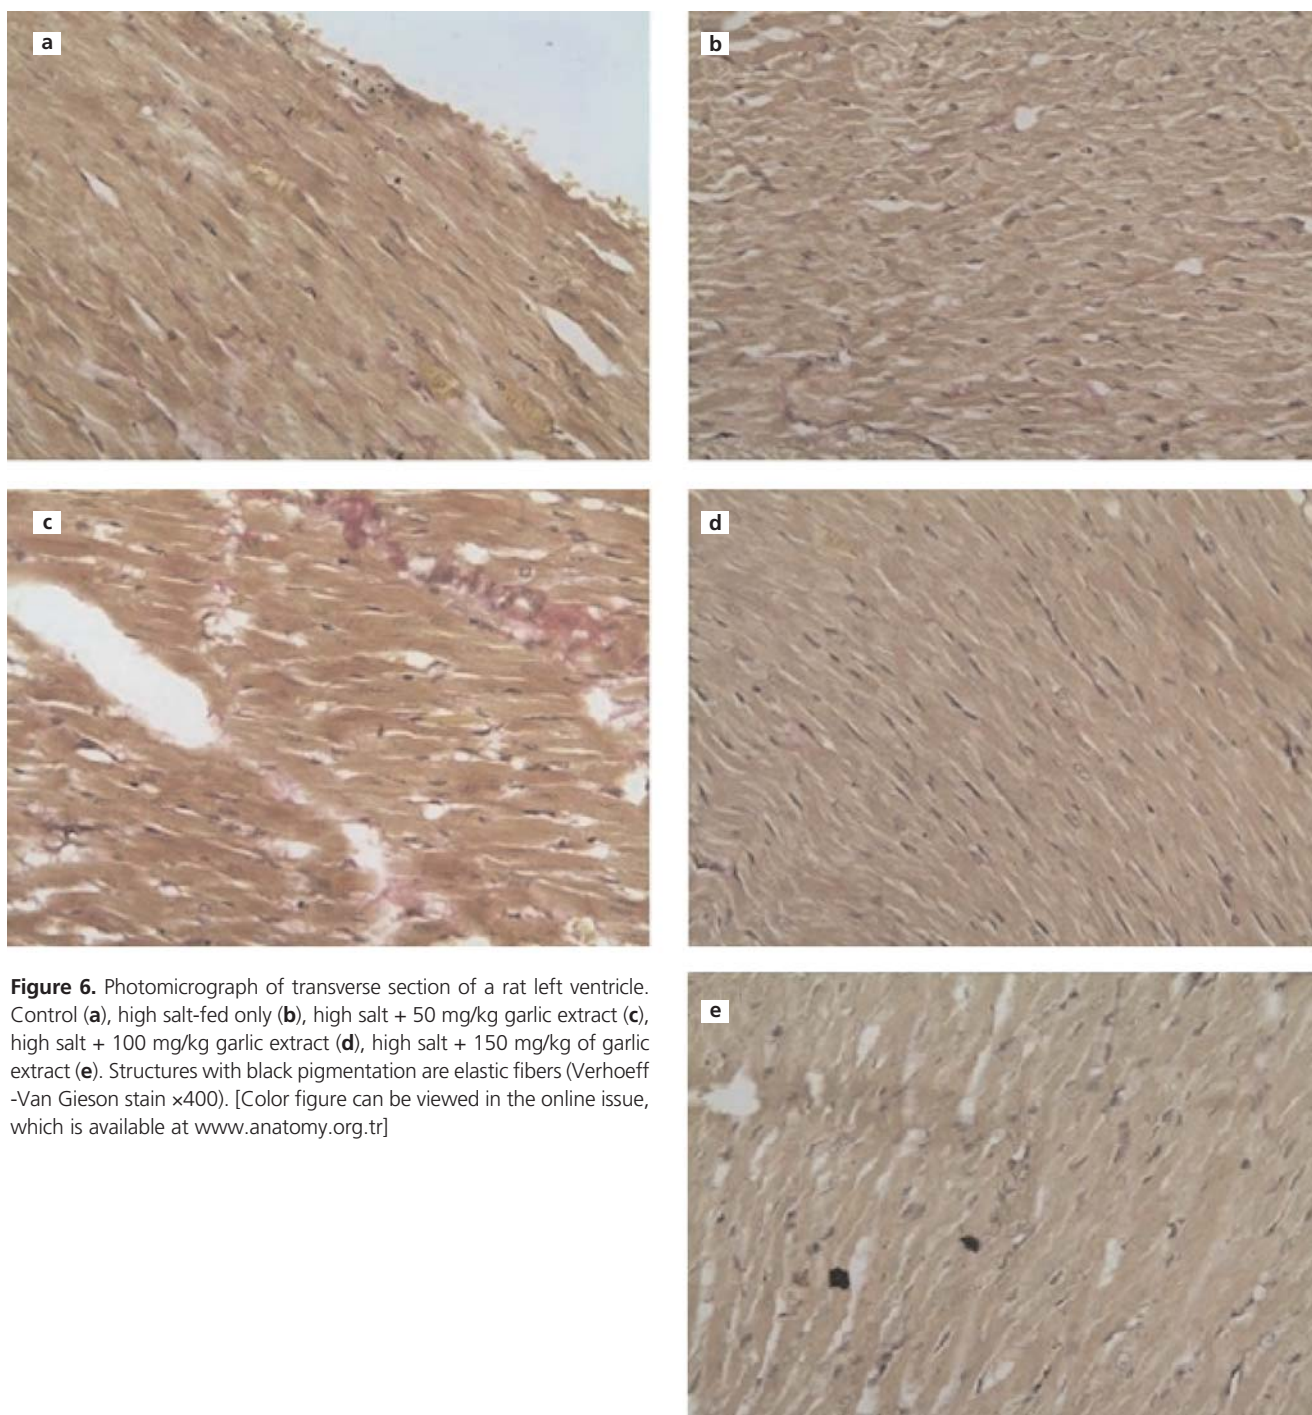 a
b
c
d
Figure 6. Photomicrograph of transverse section of a rat left ventricle.
Control (a), high salt-fed only (b), high salt + 50 mg/kg garlic extract (c),
high salt + 100 mg/kg garlic extract (d), high salt + 150 mg/kg of garlic
extract (e). Structures with black pigmentation are elastic fibers (Verhoeff
-Van Gieson stain ×400). [Color figure can be viewed in the online issue,
which is available at www.anatomy.org.tr]
e